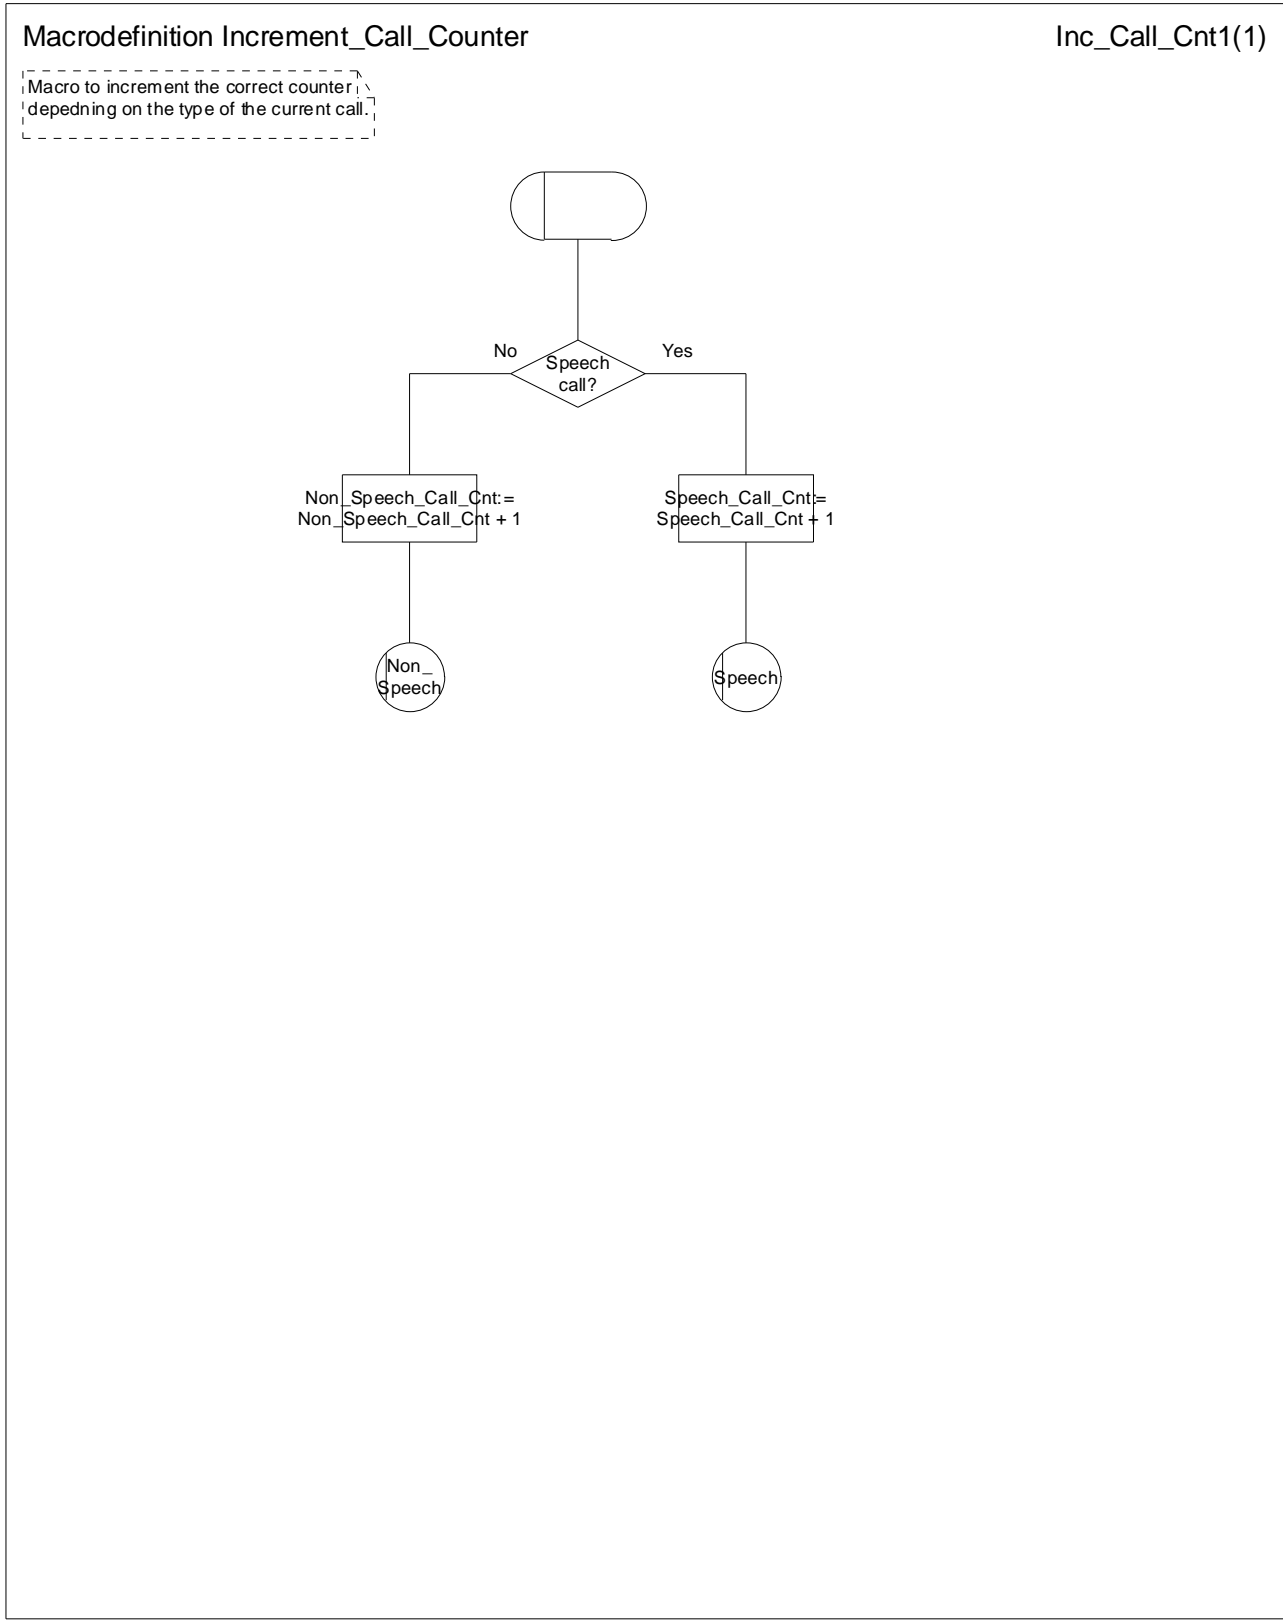 Macrodefinition Increment_Call_Counter
Inc_Call_Cnt1(1)
Macro to increment the correct counter
depedning on the type of the current call.
No
Speech
call?
Yes
Non_Speech_Call_Cnt:=
Non_Speech_Call_Cnt + 1
Speech_Call_Cnt:=
Speech_Call_Cnt + 1
Non_
Speech
Speech